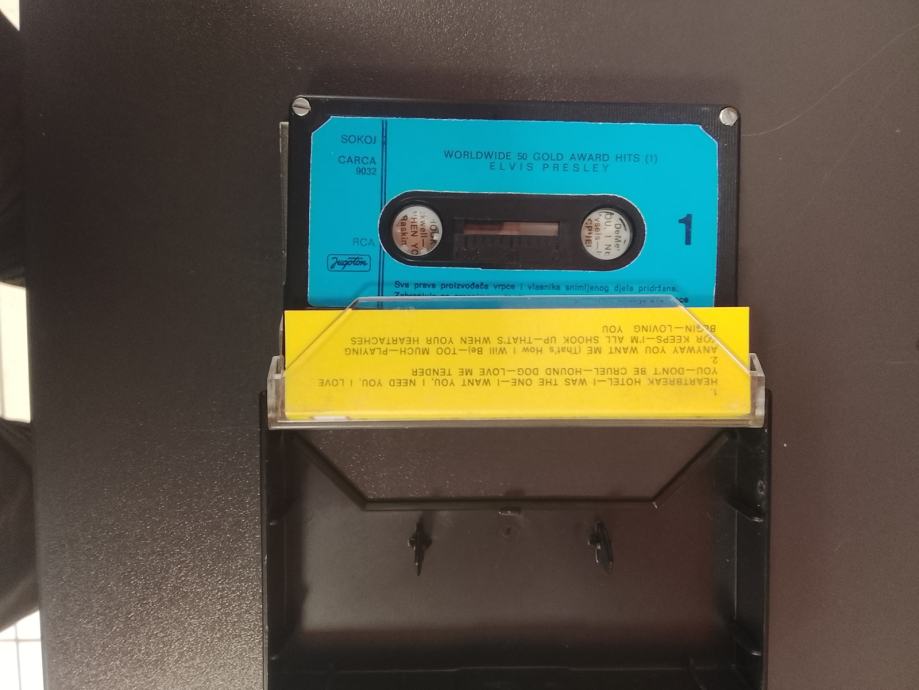 SOKOJ
CARCA
9032
WORLDWIDE 50 GOLD AWARD HITS (1)
ELVIS PRESLEY
1
RCA
Jugoton
Sva prava proizvođača vrpce i vlasnika snimljenog djela pridržana.
1.
HEARTBREAK HOTEL—I WAS THE ONE—I WANT YOU, I NEED YOU, I LOVE
YOU—DON'T BE CRUEL—HOUND DOG—LOVE ME TENDER
2.
ANYWAY YOU WANT ME (That's How I Will Be)—TOO MUCH—PLAYING
FOR KEEPS—I'M ALL SHOOK UP—THAT'S WHEN YOUR HEARTACHES
BEGIN—LOVING YOU